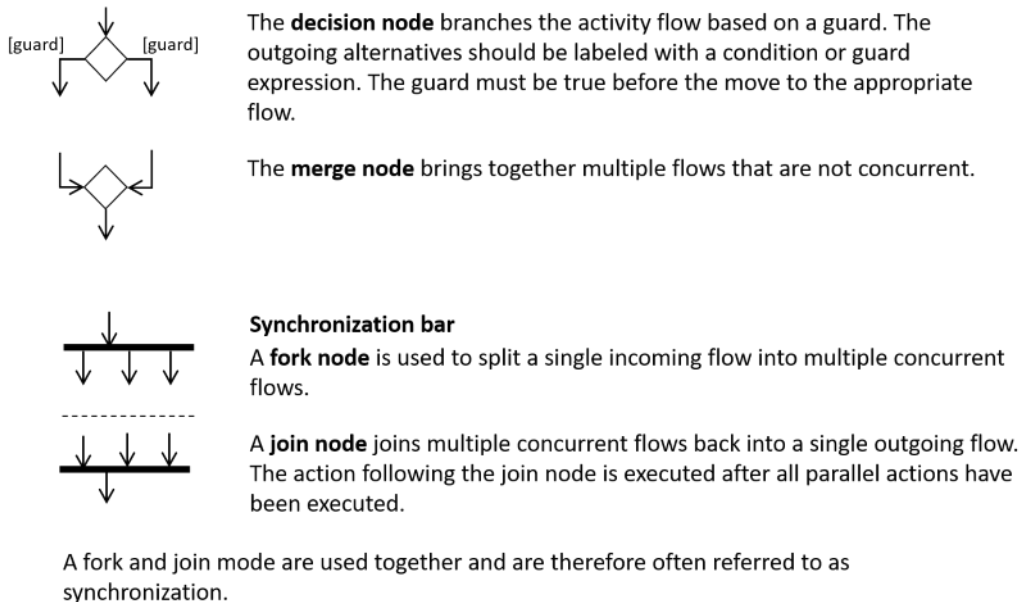 [guard]
[guard]
The decision node branches the activity flow based on a guard. The
outgoing alternatives should be labeled with a condition or guard
expression. The guard must be true before the move to the appropriate
flow.
The merge node brings together multiple flows that are not concurrent.
Synchronization bar
A fork node is used to split a single incoming flow into multiple concurrent
flows.
A join node joins multiple concurrent flows back into a single outgoing flow.
The action following the join node is executed after all parallel actions have
been executed.
A fork and join mode are used together and are therefore often referred to as
synchronization.